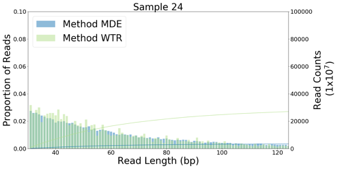 Sample 24
0.10
0.08
0.06
0.04
0.02
0.00
Proportion of Reads
Method MDE
Method WTR
100000
80000
60000
40000
20000
0
Read Counts
(1x10⁷)
40
60
80
100
120
Read Length (bp)